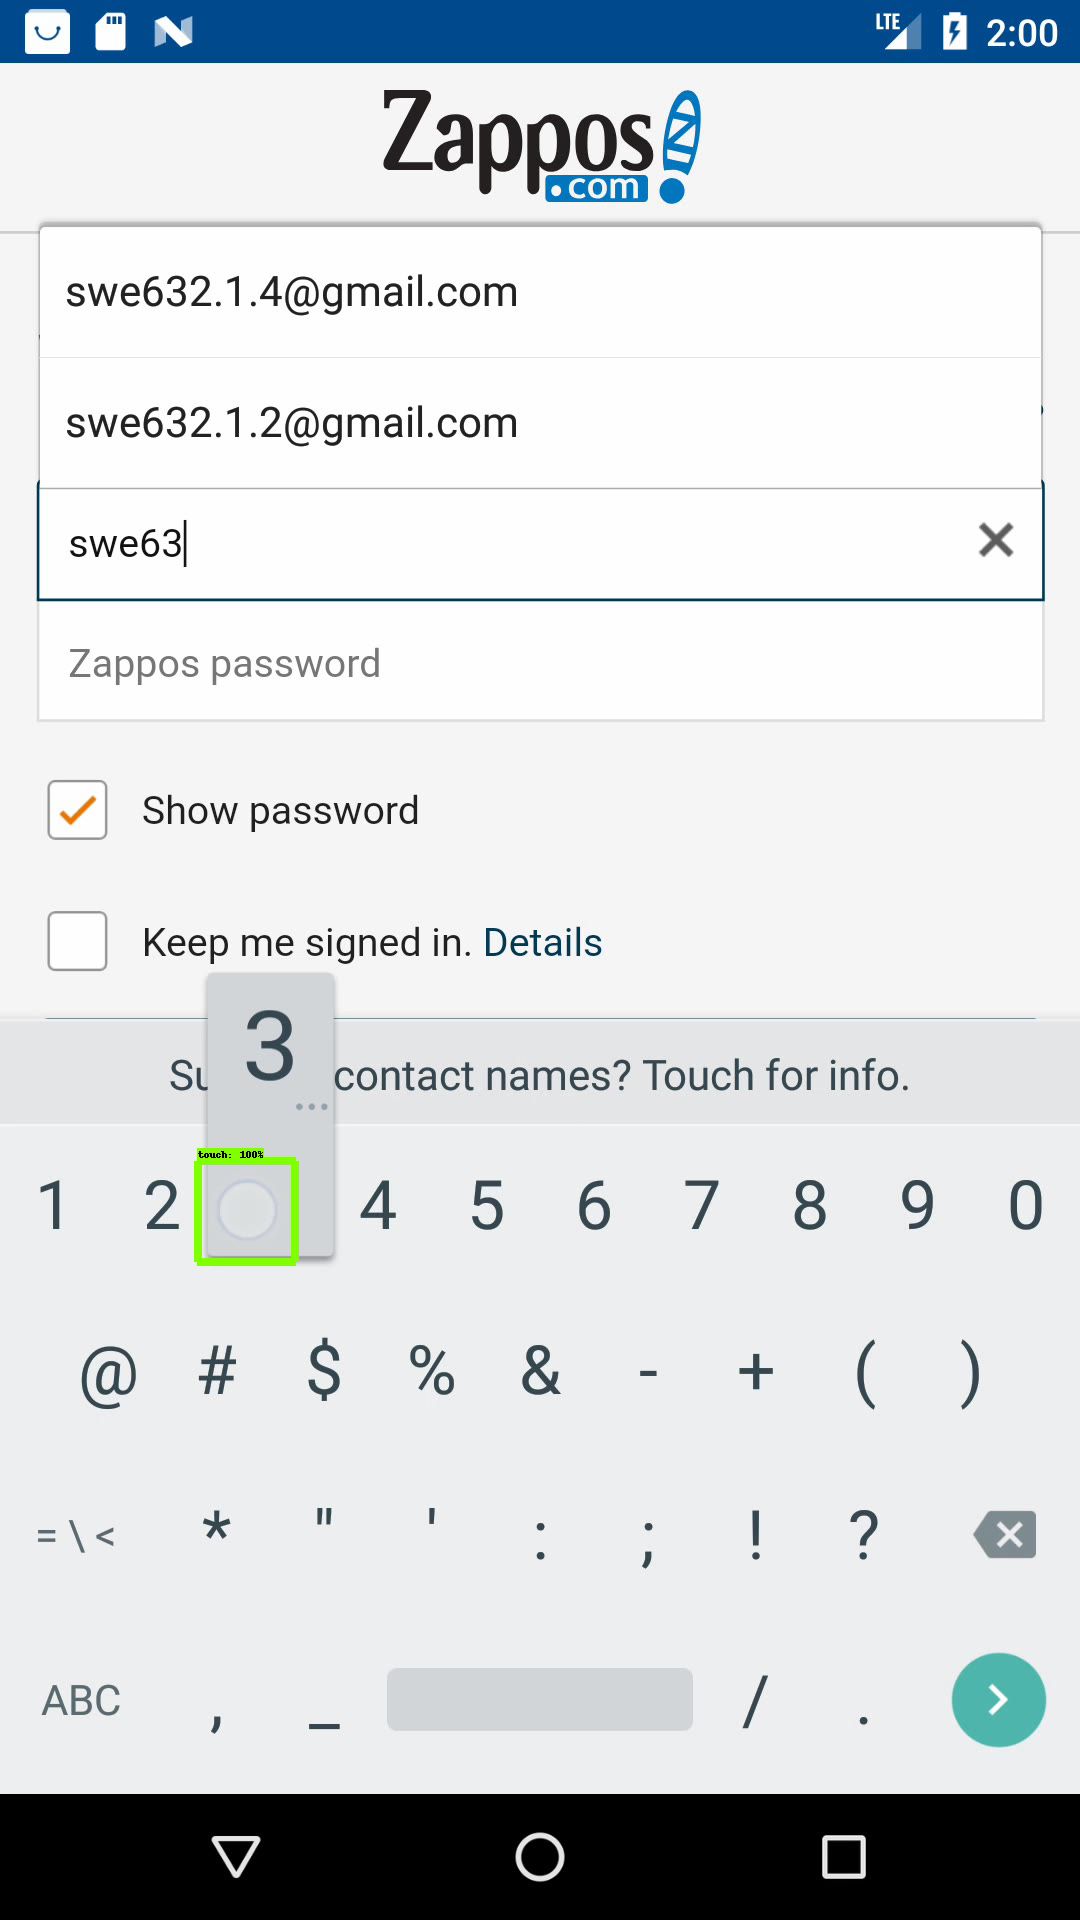 LTE 2:00
Zappos
.com
swe632.1.4@gmail.com
swe632.1.2@gmail.com
swe63
Zappos password
Show password
Keep me signed in. Details
3
Su contact names? Touch for info.
touch: 100%
1 2 4 5 6 7 8 9 0
@ # $ % & - + ( )
= \ < * " ' : ; ! ?
ABC , _ / .